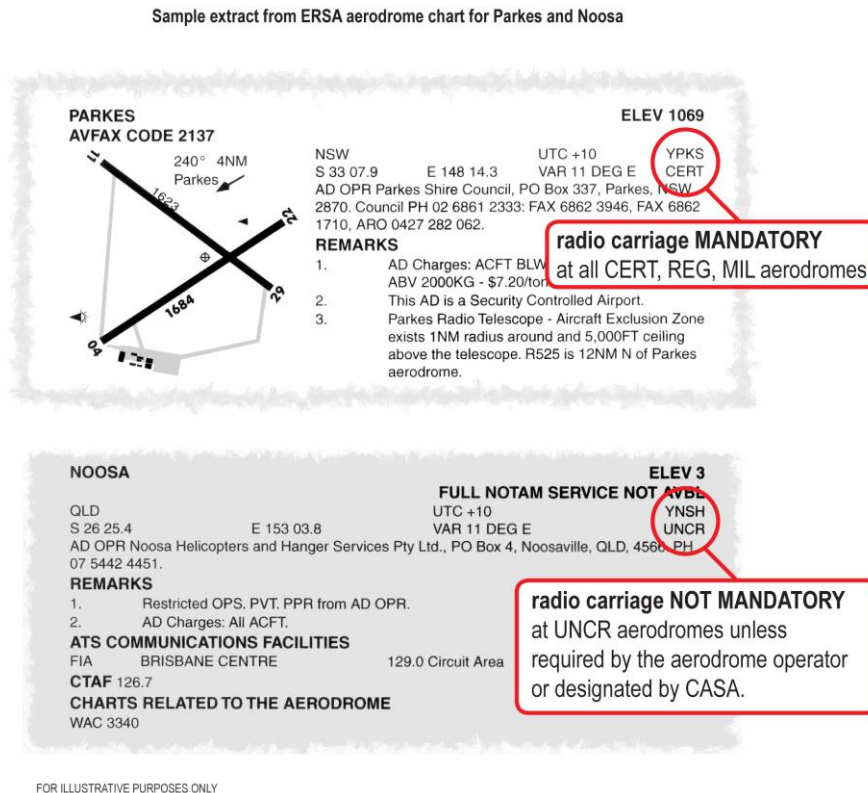 Sample extract from ERSA aerodrome chart for Parkes and Noosa
PARKES
ELEV 1069
AVFAX CODE 2137
11
240° 4NM
Parkes
1623
22
1684
29
04
NSW UTC +10 YPKS
S 33 07.9 E 148 14.3 VAR 11 DEG E CERT
AD OPR Parkes Shire Council, PO Box 337, Parkes, NSW
2870. Council PH 02 6861 2333: FAX 6862 3946, FAX 6862
1710, ARO 0427 282 062.
REMARKS
1. AD Charges: ACFT BLW
ABV 2000KG - $7.20/ton
2. This AD is a Security Controlled Airport.
3. Parkes Radio Telescope - Aircraft Exclusion Zone
exists 1NM radius around and 5,000FT ceiling
above the telescope. R525 is 12NM N of Parkes
aerodrome.
radio carriage MANDATORY
at all CERT, REG, MIL aerodromes
NOOSA ELEV 3
FULL NOTAM SERVICE NOT AVBL
QLD UTC +10 YNSH
S 26 25.4 E 153 03.8 VAR 11 DEG E UNCR
AD OPR Noosa Helicopters and Hanger Services Pty Ltd., PO Box 4, Noosaville, QLD, 4566. PH
07 5442 4451.
REMARKS
1. Restricted OPS. PVT. PPR from AD OPR.
2. AD Charges: All ACFT.
ATS COMMUNICATIONS FACILITIES
FIA BRISBANE CENTRE 129.0 Circuit Area
CTAF 126.7
CHARTS RELATED TO THE AERODROME
WAC 3340
radio carriage NOT MANDATORY
at UNCR aerodromes unless
required by the aerodrome operator
or designated by CASA.
FOR ILLUSTRATIVE PURPOSES ONLY